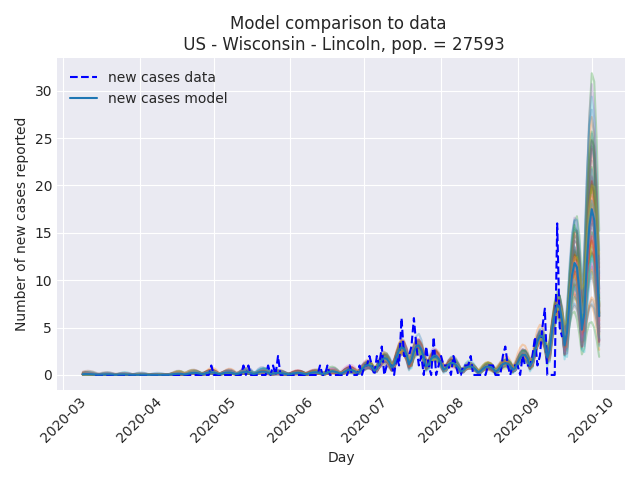 Model comparison to data
US - Wisconsin - Lincoln, pop. = 27593
new cases data
new cases model
Number of new cases reported
30
25
20
15
10
5
0
2020-03
2020-04
2020-05
2020-06
2020-07
2020-08
2020-09
2020-10
Day